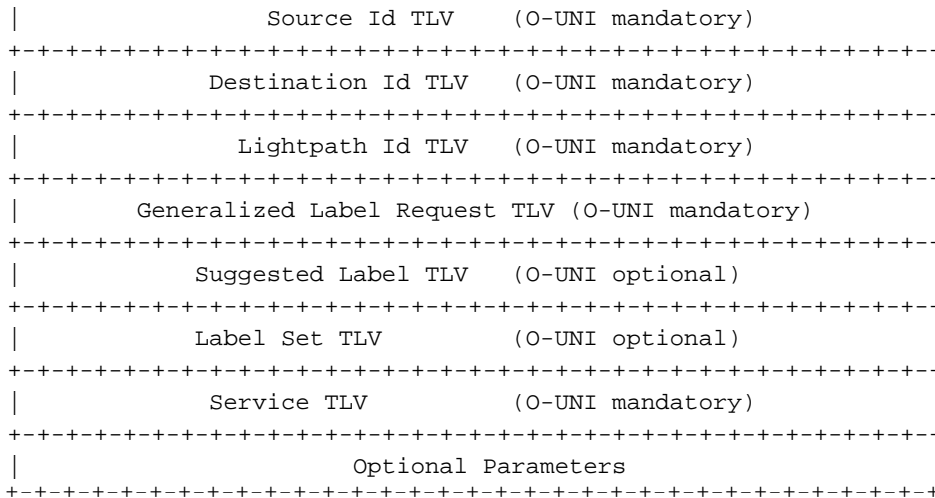 |                 Source Id TLV    (O-UNI mandatory)
+-+-+-+-+-+-+-+-+-+-+-+-+-+-+-+-+-+-+-+-+-+-+-+-+-+-+-+-+-+-+-+--
|             Destination Id TLV   (O-UNI mandatory)
+-+-+-+-+-+-+-+-+-+-+-+-+-+-+-+-+-+-+-+-+-+-+-+-+-+-+-+-+-+-+-+--
|               Lightpath Id TLV   (O-UNI mandatory)
+-+-+-+-+-+-+-+-+-+-+-+-+-+-+-+-+-+-+-+-+-+-+-+-+-+-+-+-+-+-+-+--
|        Generalized Label Request TLV (O-UNI mandatory)
+-+-+-+-+-+-+-+-+-+-+-+-+-+-+-+-+-+-+-+-+-+-+-+-+-+-+-+-+-+-+-+--
|            Suggested Label TLV   (O-UNI optional)
+-+-+-+-+-+-+-+-+-+-+-+-+-+-+-+-+-+-+-+-+-+-+-+-+-+-+-+-+-+-+-+--
|            Label Set TLV         (O-UNI optional)
+-+-+-+-+-+-+-+-+-+-+-+-+-+-+-+-+-+-+-+-+-+-+-+-+-+-+-+-+-+-+-+--
|             Service TLV          (O-UNI mandatory)
+-+-+-+-+-+-+-+-+-+-+-+-+-+-+-+-+-+-+-+-+-+-+-+-+-+-+-+-+-+-+-+--
|                       Optional Parameters
+-+-+-+-+-+-+-+-+-+-+-+-+-+-+-+-+-+-+-+-+-+-+-+-+-+-+-+-+-+-+-+-+